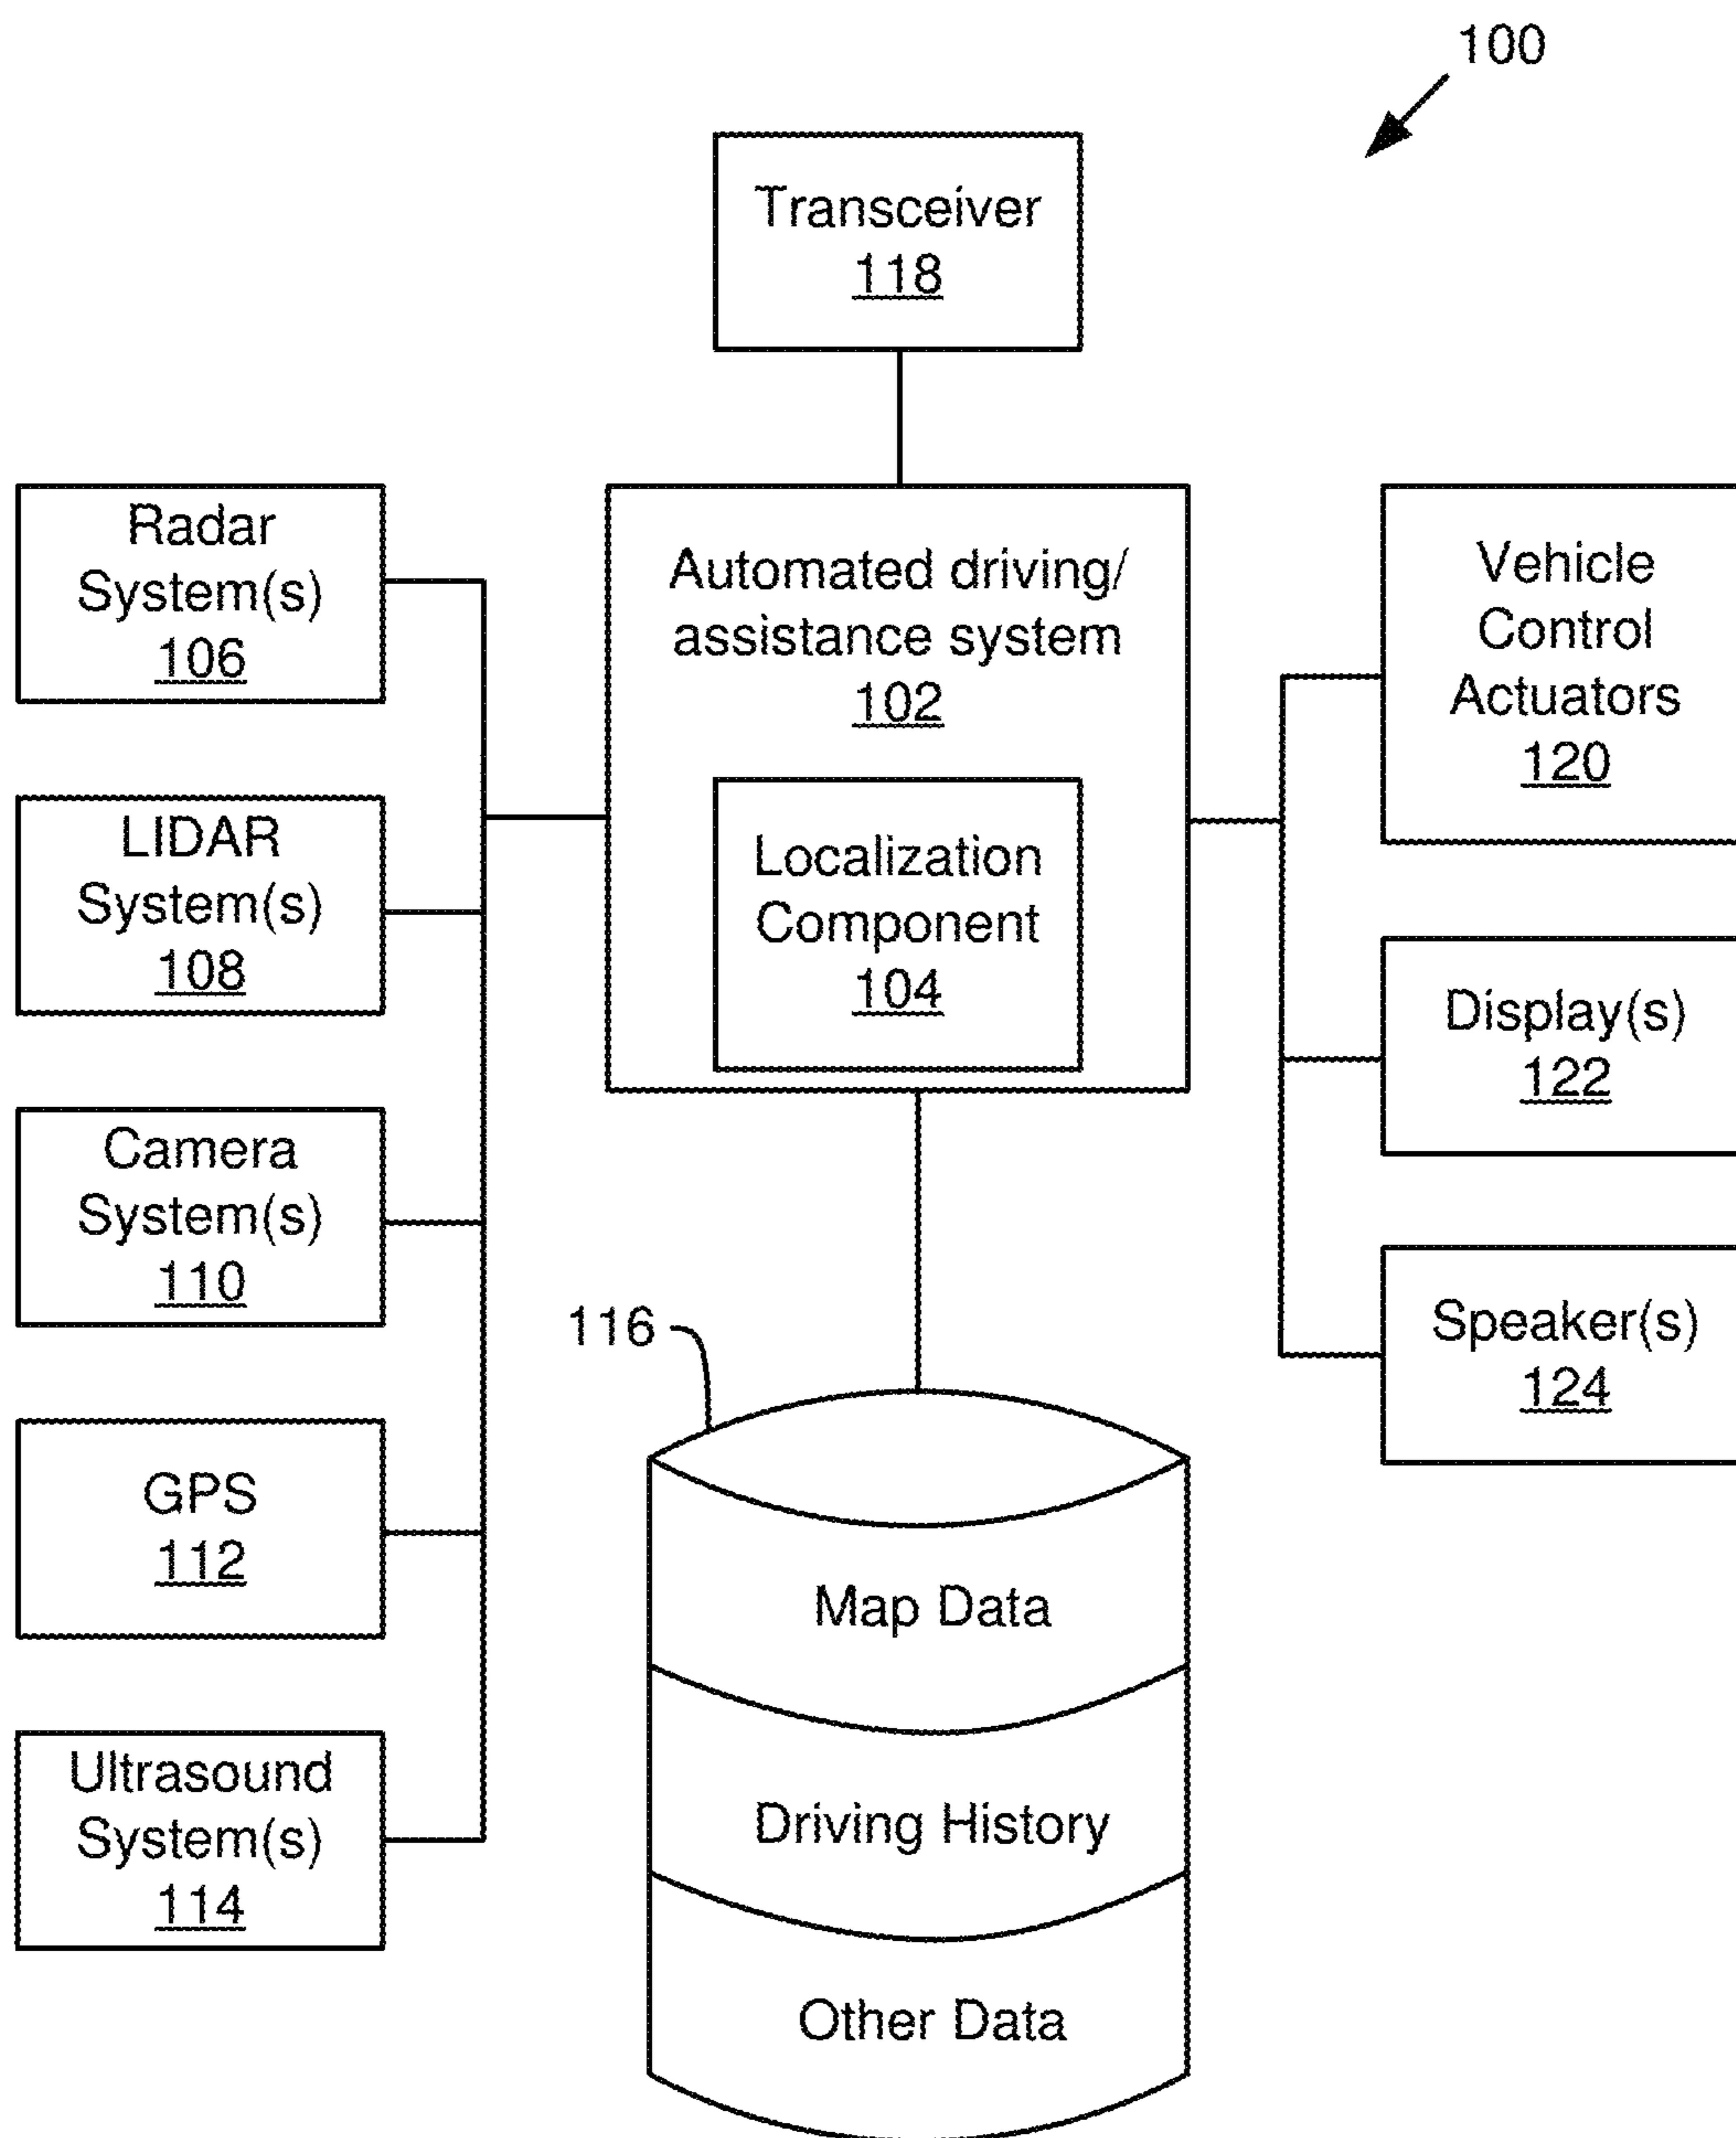 100
Transceiver
118
Radar
System(s)
106
LIDAR
System(s)
108
Camera
System(s)
110
GPS
112
Ultrasound
System(s)
114
Automated driving/
assistance system
102
Localization
Component
104
Vehicle
Control
Actuators
120
Display(s)
122
Speaker(s)
124
116
Map Data
Driving History
Other Data